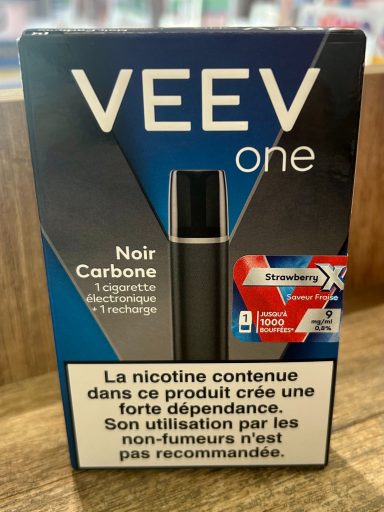 VEEV
one
Noir
Carbone
1 cigarette
électronique
+ 1 recharge
Strawberry X
Saveur Fraise
1
JUSQU'À
1000
BOUFFÉES*
9
mg/ml
0,8%
La nicotine contenue
dans ce produit crée une
forte dépendance.
Son utilisation par les
non-fumeurs n'est
pas recommandée.